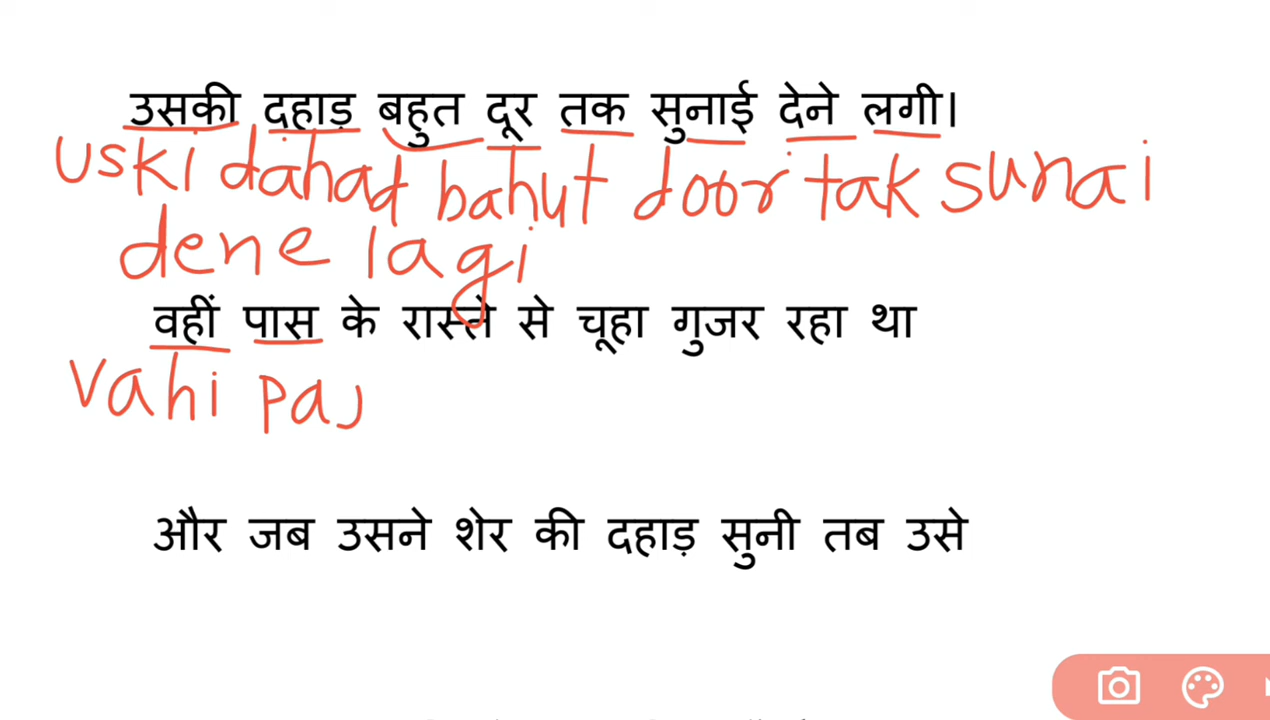 उसकी दहाड़ बहुत दूर तक सुनाई देने लगी।
uski dahad bahut door tak sunai
dene lagi
वहीं पास के रास्ते से चूहा गुजर रहा था
vahi pa
और जब उसने शेर की दहाड़ सुनी तब उसे